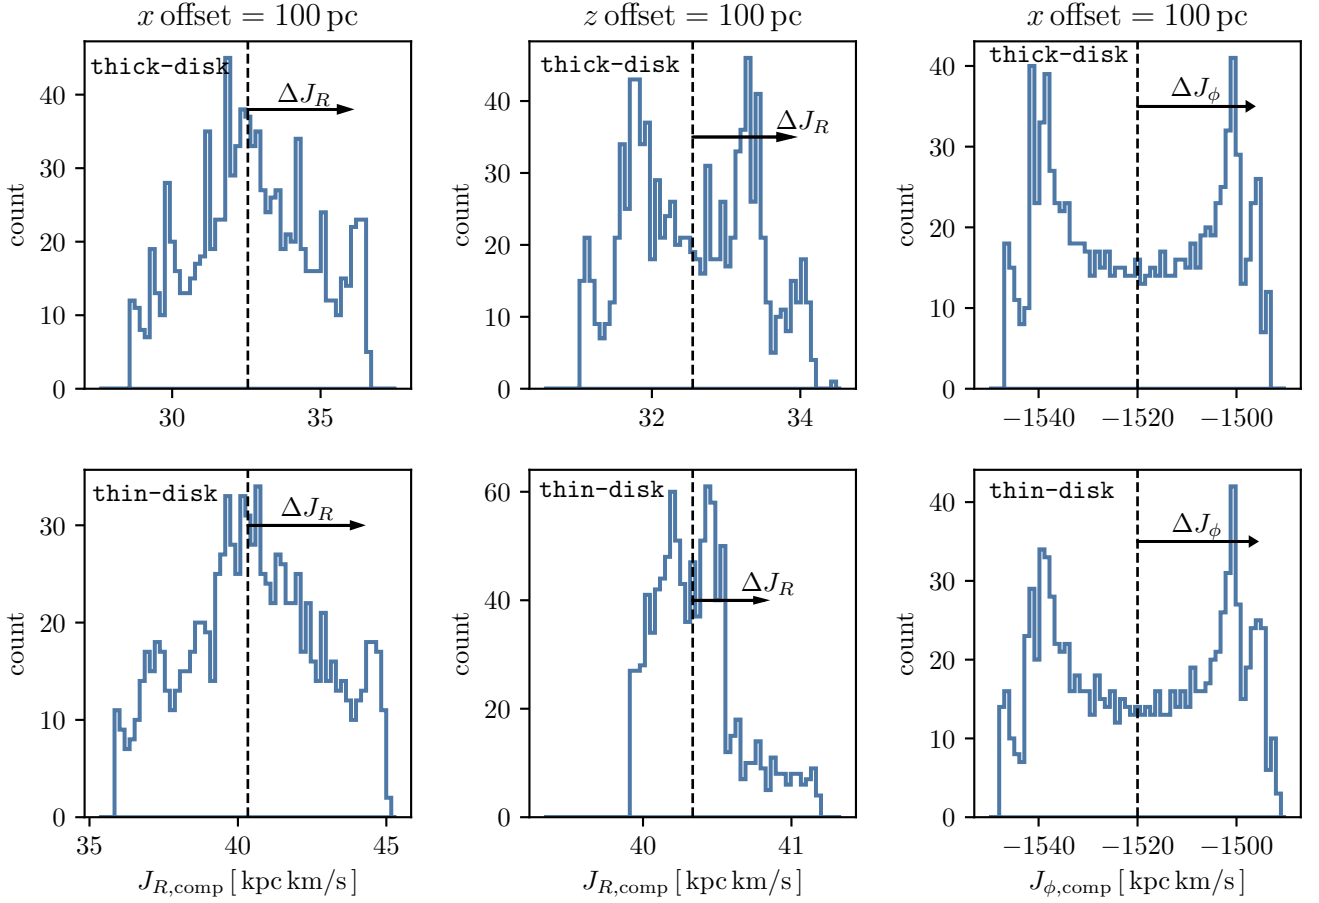 x offset = 100 pc
z offset = 100 pc
x offset = 100 pc
thick-disk
ΔJ_R
count
0
10
20
30
40
30
35
thick-disk
ΔJ_R
count
0
10
20
30
40
32
34
thick-disk
ΔJ_ϕ
count
0
10
20
30
40
−1540
−1520
−1500
thin-disk
ΔJ_R
count
0
10
20
30
35
40
45
J_{R,comp} [kpc km/s]
thin-disk
ΔJ_R
count
0
20
40
60
40
41
J_{R,comp} [kpc km/s]
thin-disk
ΔJ_ϕ
count
0
10
20
30
40
−1540
−1520
−1500
J_{ϕ,comp} [kpc km/s]